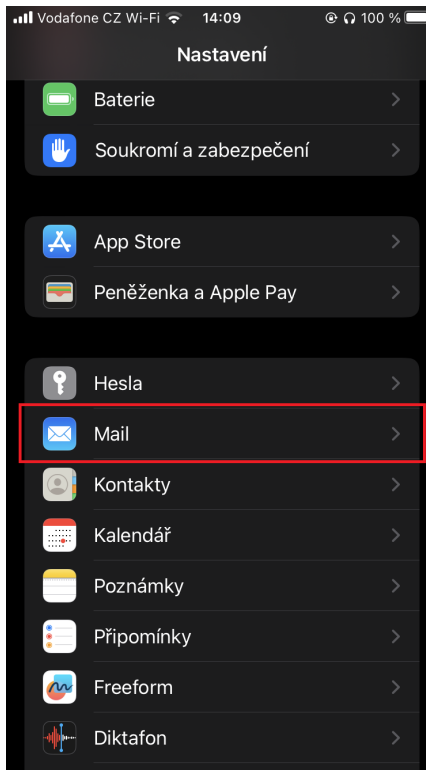 Vodafone CZ Wi-Fi 14:09 100 %
Nastavení
Baterie
Soukromí a zabezpečení
App Store
Peněženka a Apple Pay
Hesla
Mail
Kontakty
Kalendář
Poznámky
Připomínky
Freeform
Diktafon